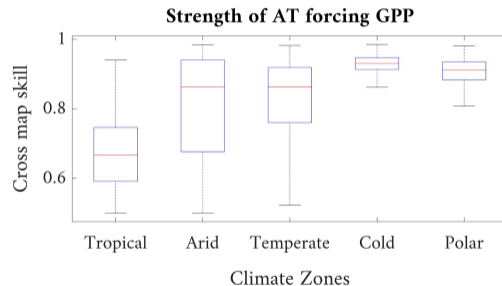 Strength of AT forcing GPP
1
0.8
0.6
Cross map skill
Tropical Arid Temperate Cold Polar
Climate Zones